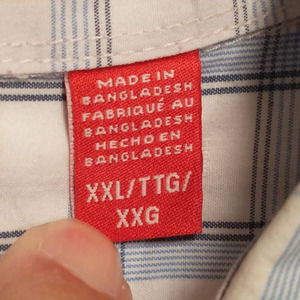 MADE IN
BANGLADESH
FABRIQUÉ AU
BANGLADESH
HECHO EN
BANGLADESH
XXL/TTG/
XXG